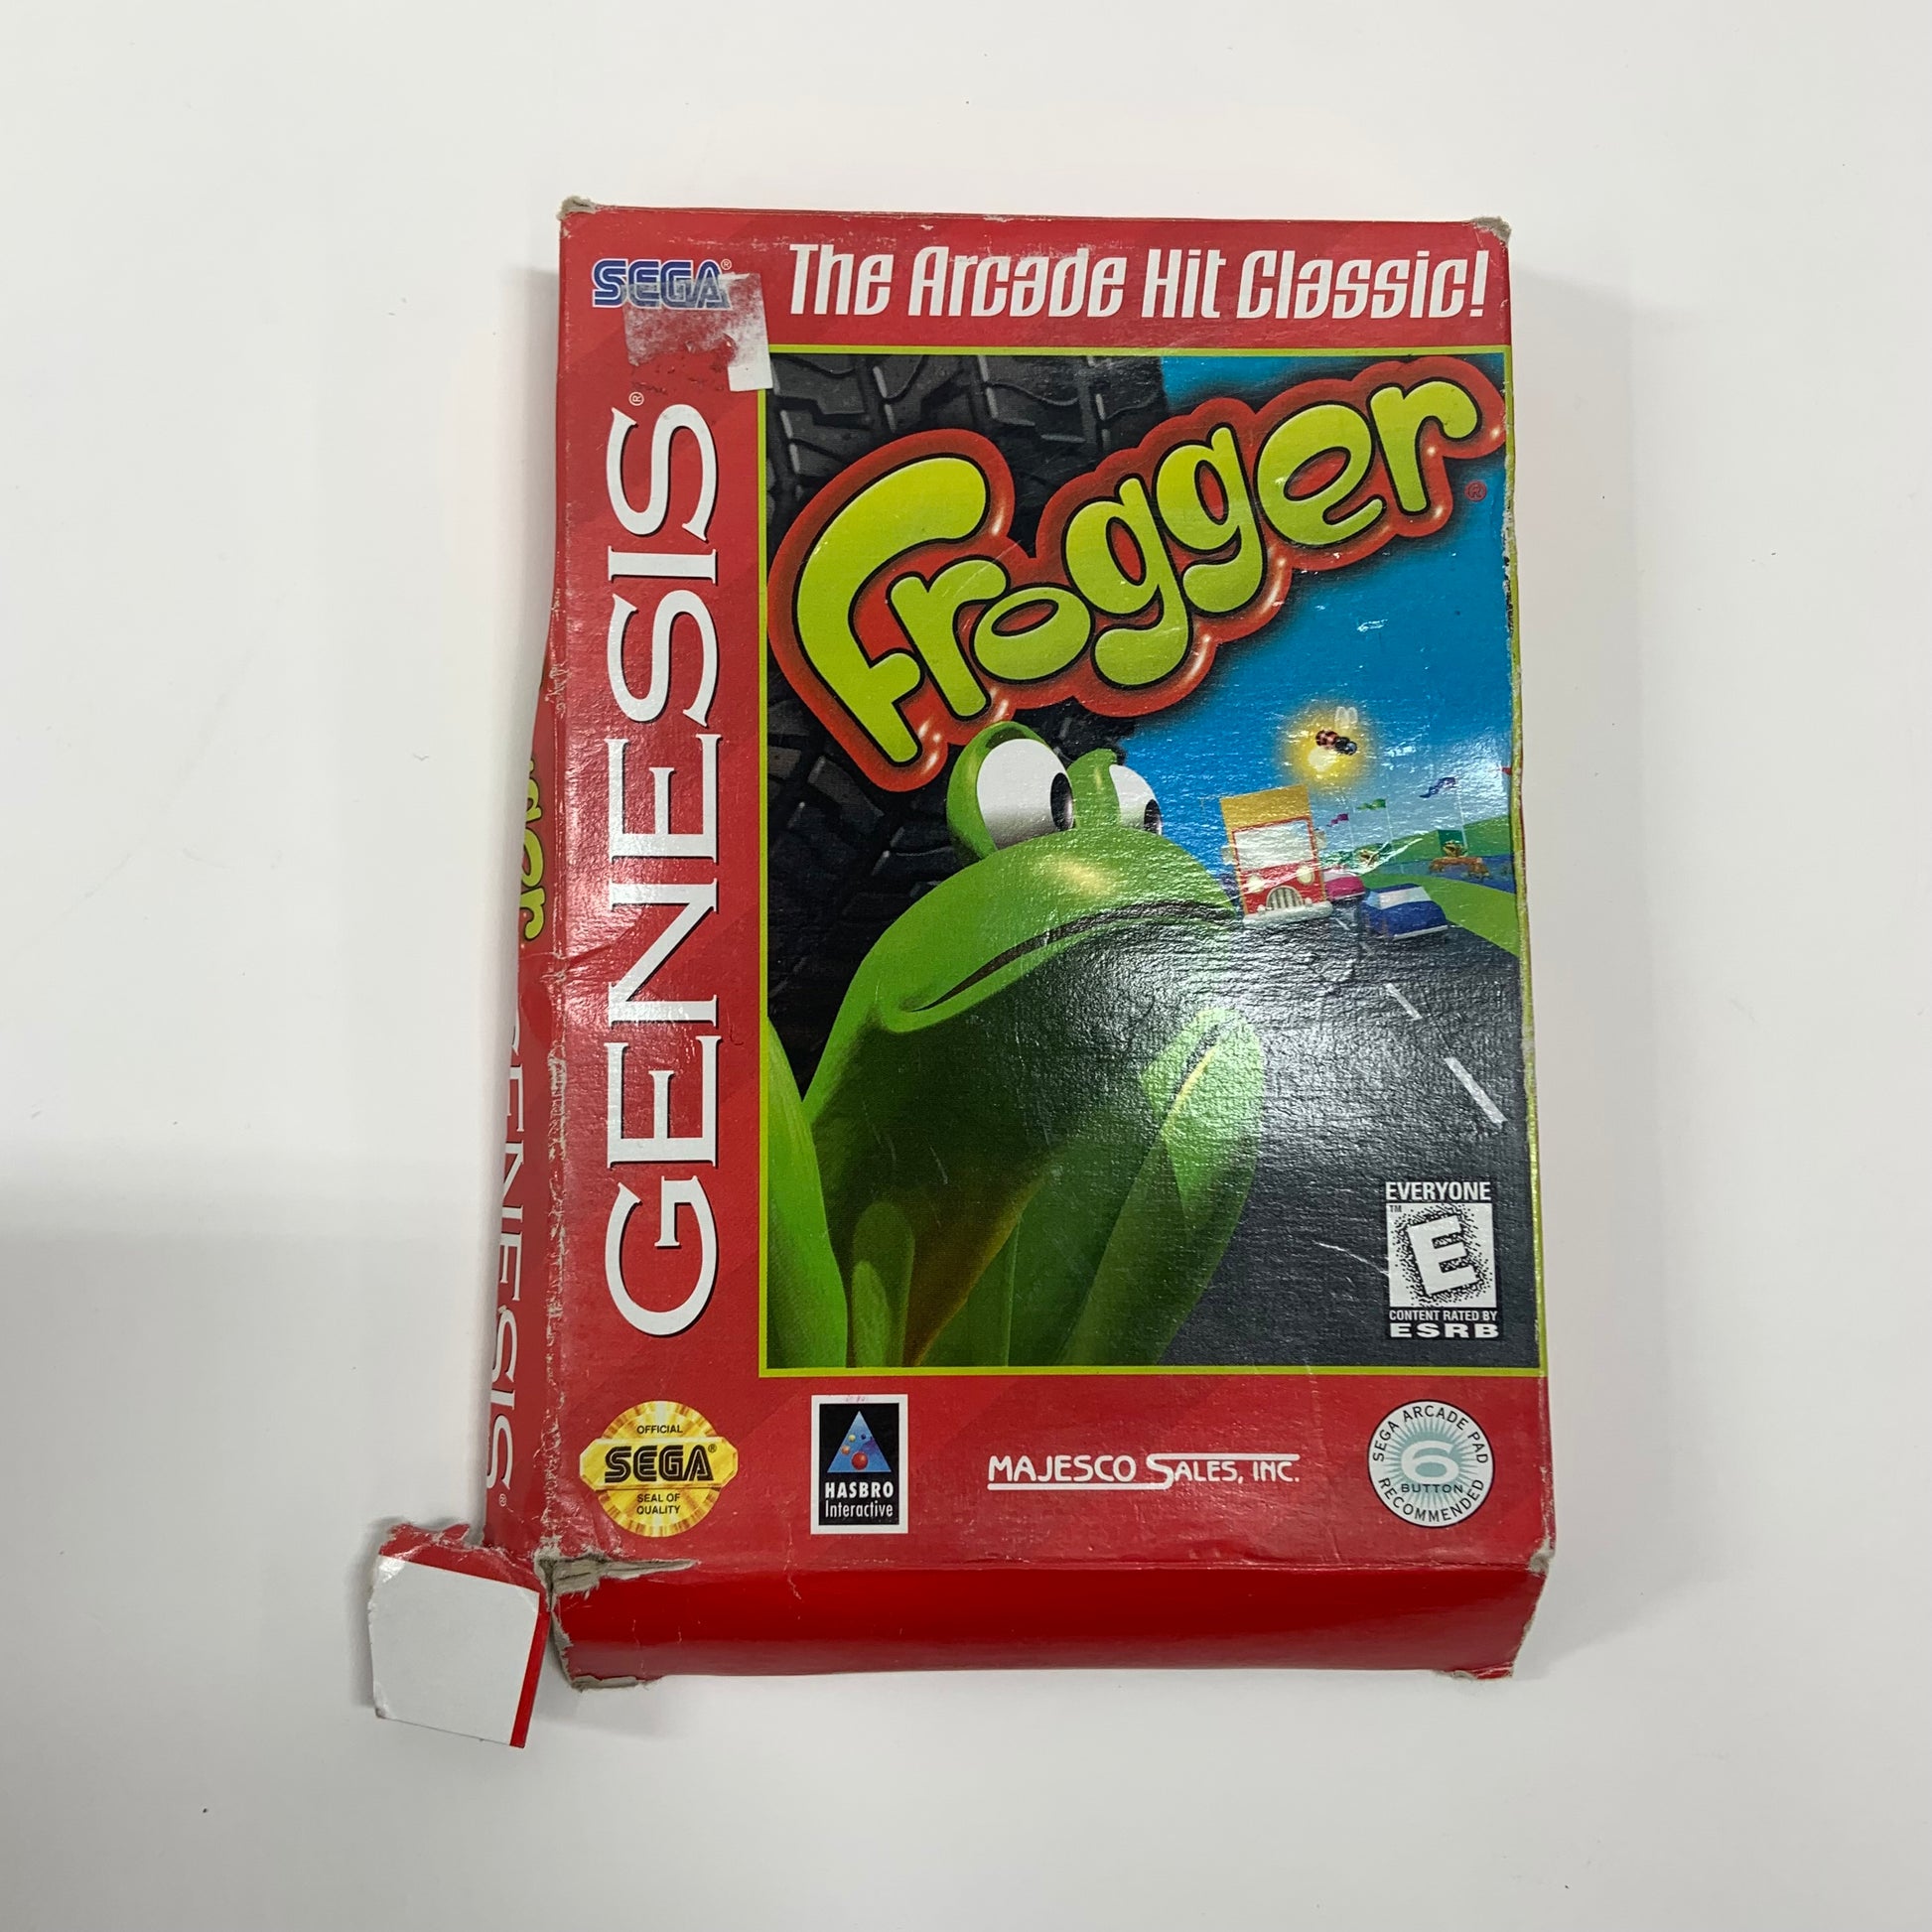 SEGA®
The Arcade Hit Classic!
GENESIS®
Frogger®
EVERYONE
™
E
CONTENT RATED BY
ESRB
OFFICIAL
SEGA®
SEAL OF
QUALITY
HASBRO
Interactive
MAJESCO SALES, INC.
SEGA ARCADE PAD
6
BUTTON
RECOMMENDED
GENESIS®